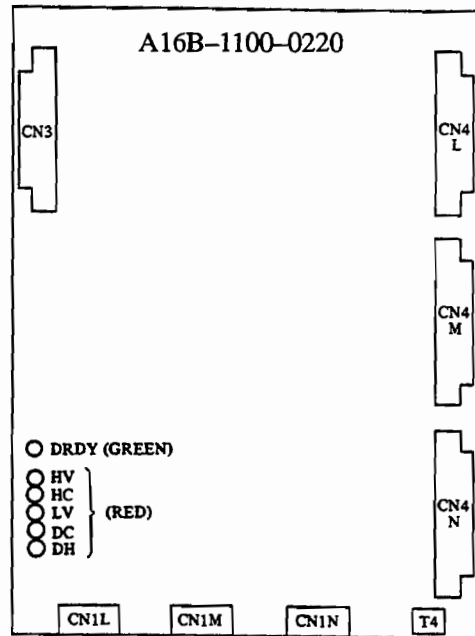 A16B-1100-0220
CN3
CN4
L
CN4
M
DRDY (GREEN)
HV
HC
LV
DC
DH
(RED)
CN4
N
CN1L
CN1M
CN1N
T4